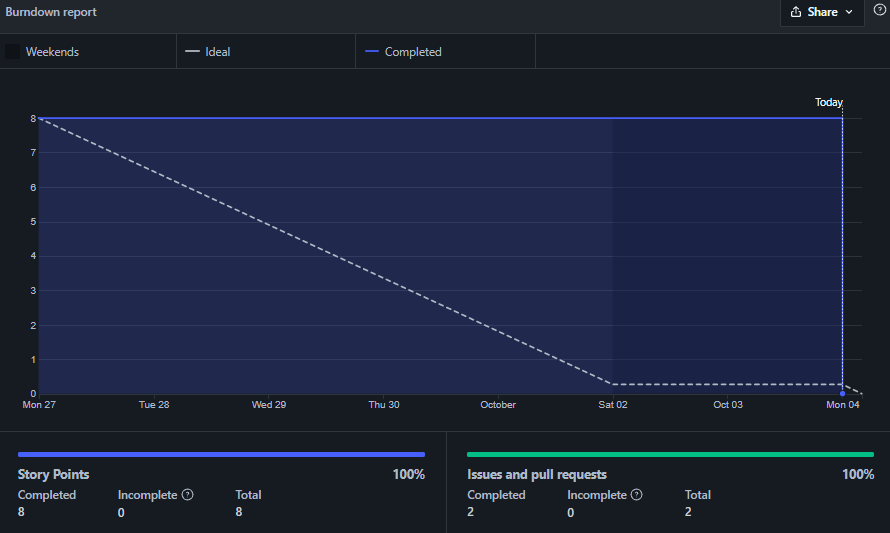 Burndown report
Share
Weekends
Ideal
Completed
Today
8
7
6
5
4
3
2
1
0
Mon 27 Tue 28 Wed 29 Thu 30 October Sat 02 Oct 03 Mon 04
Story Points 100%
Completed Incomplete ? Total
8 0 8
Issues and pull requests 100%
Completed Incomplete ? Total
2 0 2